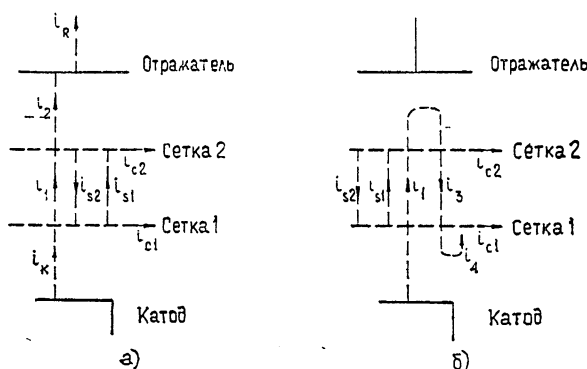 i_R
Отражатель
i_2
Сетка 2
i_c2
i_1
i_s2
i_s1
Сетка 1
i_c1
i_к
Катод
а)
Отражатель
Сетка 2
i_c2
i_s2
i_s1
i_1
i_3
Сетка 1
i_c1
i_4
Катод
б)